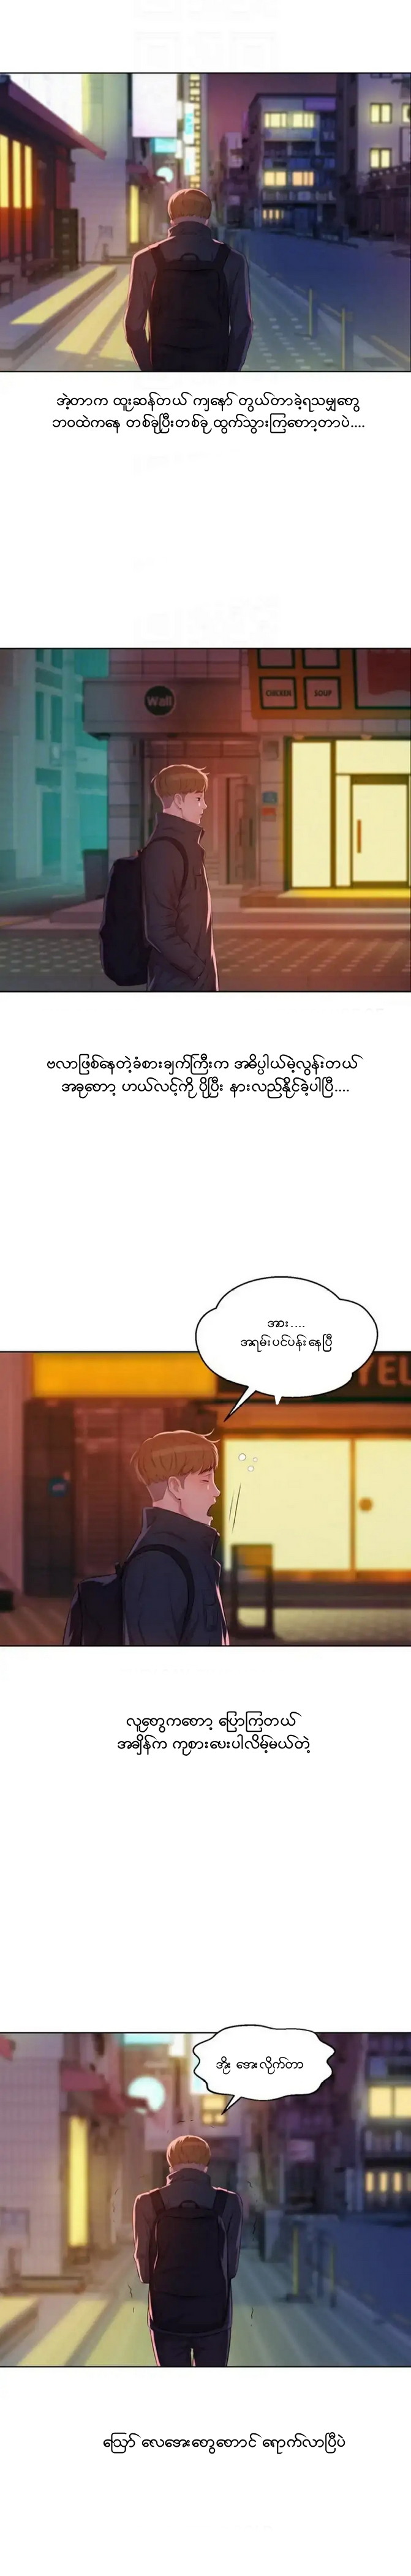 အဲ့တာက ထူးဆန်တယ် ကျနော် တွယ်တာခဲ့ရသမျှတွေ
ဘဝထဲကနေ တစ်ခုပြီးတစ်ခု ထွက်သွားကြတော့တာပဲ....
Wall
CHICKEN
SOUP
ဗလာဖြစ်နေတဲ့ခံစားချက်ကြီးက အဓိပ္ပါယ်မဲ့လွန်းတယ်
အခုတော့ ဟယ်လင့်ကို ပိုပြီး နားလည်နိုင်ခဲ့ပါပြီ....
အား....
အရမ်းပင်ပန်းနေပြီ
လူတွေကတော့ ပြောကြတယ်
အချိန်က ကုစားပေးပါလိမ့်မယ်တဲ့
အိုး အေးလိုက်တာ
ဪ လေအေးတွေတောင် ရောက်လာပြီပဲ